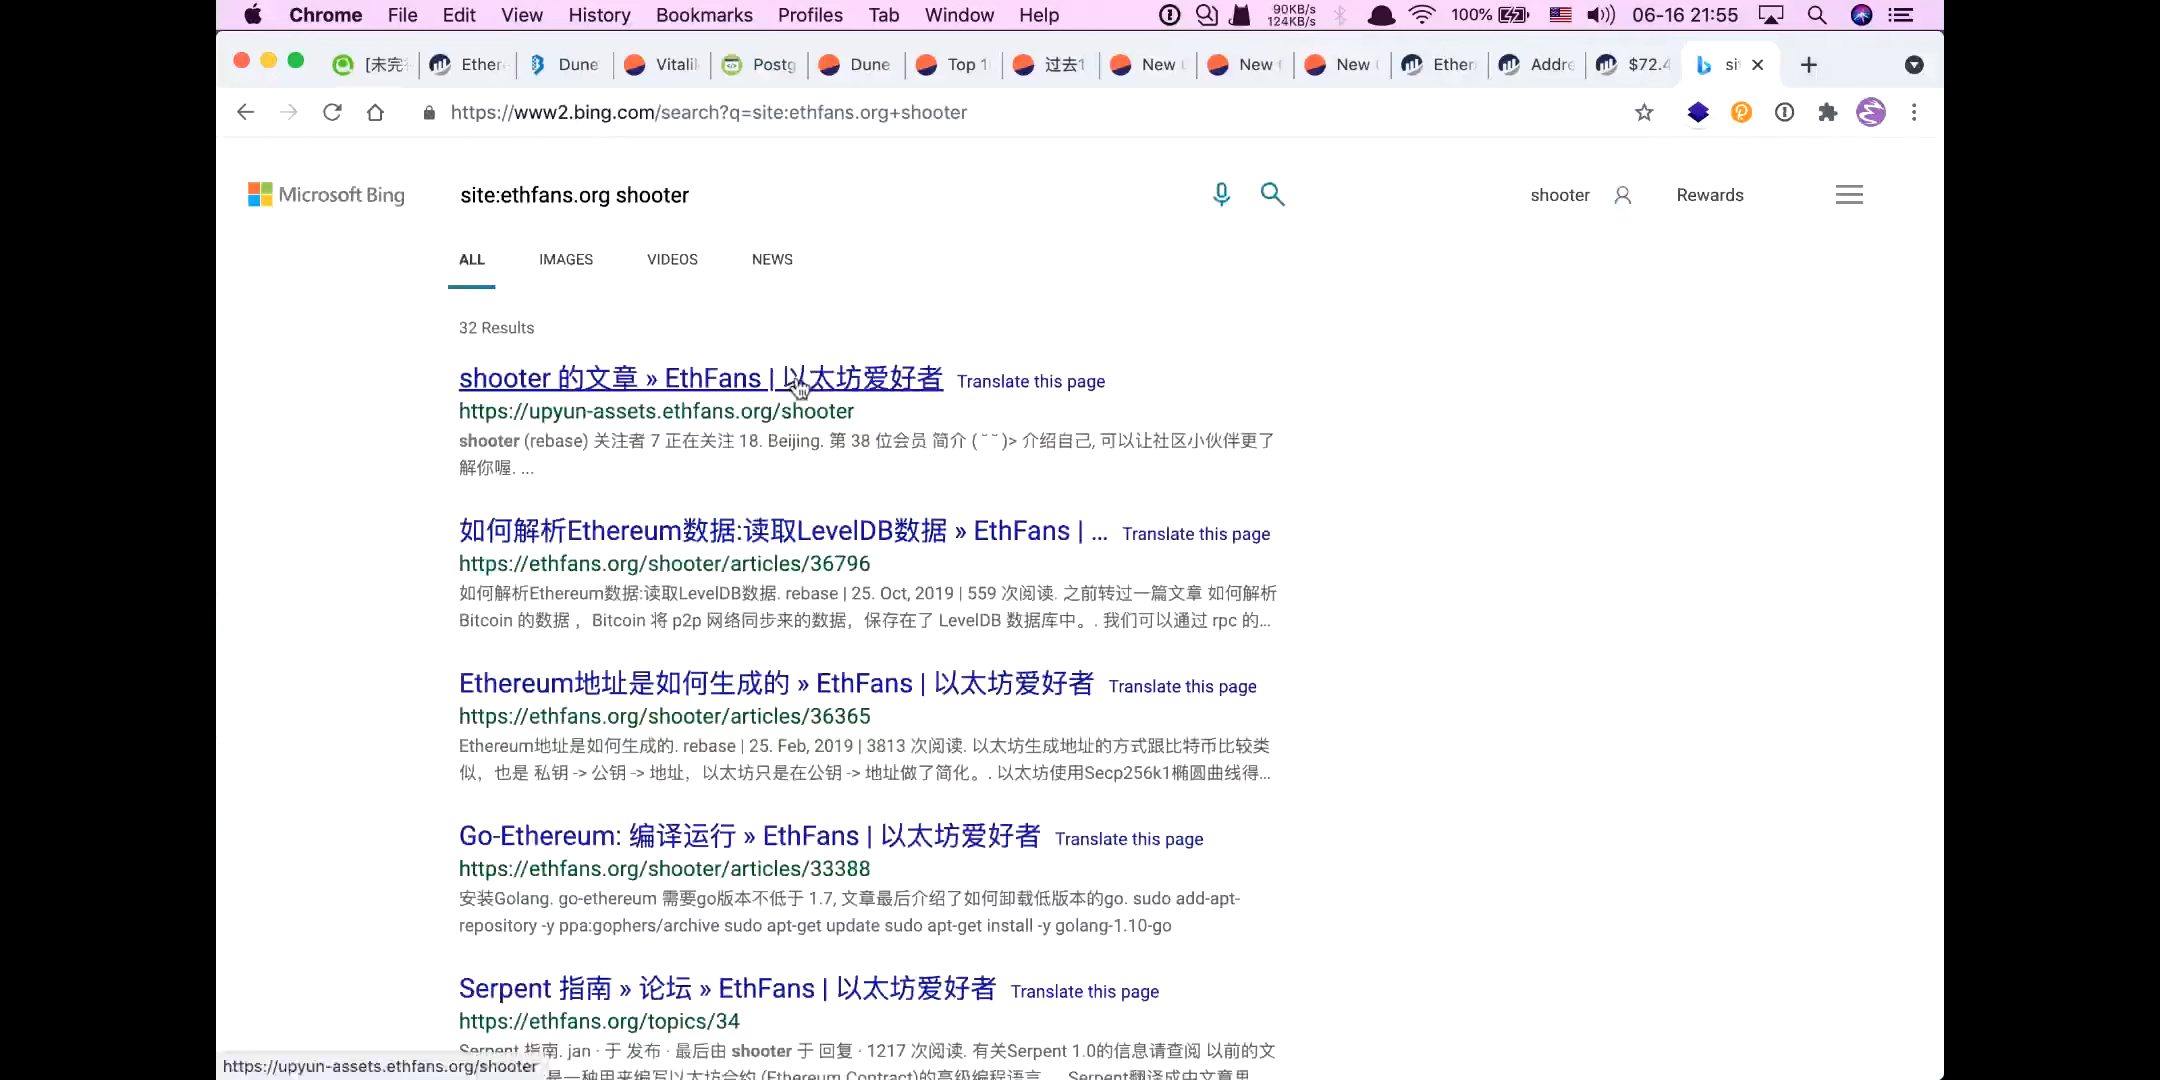 Chrome File Edit View History Bookmarks Profiles Tab Window Help 90KB/s 124KB/s 100% 06-16 21:55
[未完 Ether Dune Vitali Postg Dune Top 1 过去1 New New New Ether Addre $72.4 si
https://www2.bing.com/search?q=site:ethfans.org+shooter
Microsoft Bing site:ethfans.org shooter shooter Rewards
ALL IMAGES VIDEOS NEWS
32 Results
shooter 的文章 » EthFans | 以太坊爱好者 Translate this page
https://upyun-assets.ethfans.org/shooter
shooter (rebase) 关注者 7 正在关注 18. Beijing. 第 38 位会员 简介 ( ˘ ˘ )> 介绍自己, 可以让社区小伙伴更了
解你喔. ...
如何解析Ethereum数据:读取LevelDB数据 » EthFans | ... Translate this page
https://ethfans.org/shooter/articles/36796
如何解析Ethereum数据:读取LevelDB数据. rebase | 25. Oct, 2019 | 559 次阅读. 之前转过一篇文章 如何解析
Bitcoin 的数据 ，Bitcoin 将 p2p 网络同步来的数据，保存在了 LevelDB 数据库中。. 我们可以通过 rpc 的...
Ethereum地址是如何生成的 » EthFans | 以太坊爱好者 Translate this page
https://ethfans.org/shooter/articles/36365
Ethereum地址是如何生成的. rebase | 25. Feb, 2019 | 3813 次阅读. 以太坊生成地址的方式跟比特币比较类
似，也是 私钥 -> 公钥 -> 地址，以太坊只是在公钥 -> 地址做了简化。. 以太坊使用Secp256k1椭圆曲线得...
Go-Ethereum: 编译运行 » EthFans | 以太坊爱好者 Translate this page
https://ethfans.org/shooter/articles/33388
安装Golang. go-ethereum 需要go版本不低于 1.7, 文章最后介绍了如何卸载低版本的go. sudo add-apt-
repository -y ppa:gophers/archive sudo apt-get update sudo apt-get install -y golang-1.10-go
Serpent 指南 » 论坛 » EthFans | 以太坊爱好者 Translate this page
https://ethfans.org/topics/34
Serpent 指南. jan · 于 发布 · 最后由 shooter 于 回复 · 1217 次阅读. 有关Serpent 1.0的信息请查阅 以前的文
https://upyun-assets.ethfans.org/shooter 是一种用来编写以太坊合约 (Ethereum Contract)的高级编程语言